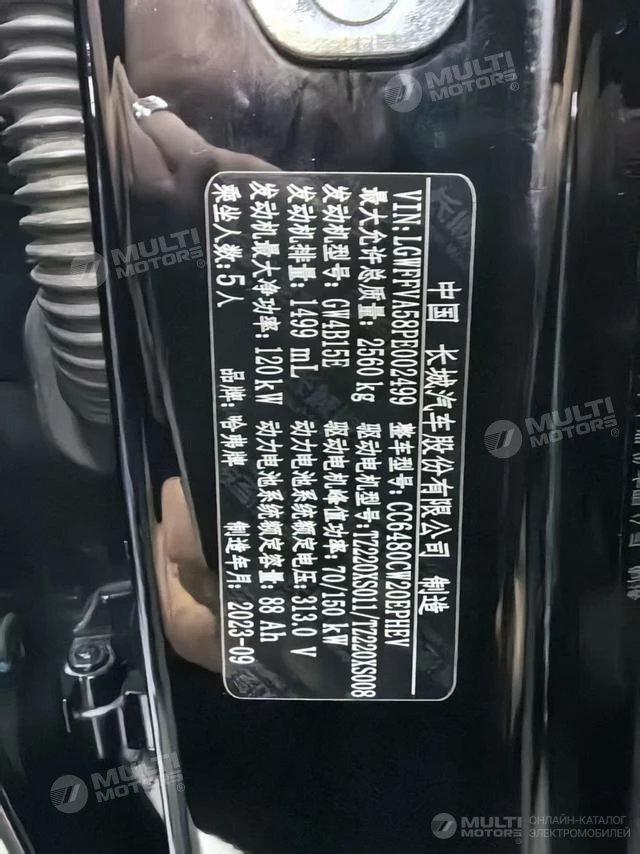 中国 长城汽车股份有限公司 制造
VIN:LGWFFVA58PE002499 整车型号:CC6480CW20EPHEV
最大允许总质量:2560 kg 驱动电机型号:TZ220XS011/TZ220XS008
发动机型号:GW4B15E 驱动电机峰值功率:70/150 kW
发动机排量:1499 mL 动力电池系统额定电压:313.0 V
发动机最大净功率:120 kW 动力电池系统额定容量:88 Ah
乘坐人数:5人 品牌:哈弗牌 制造年月:2023-09
MULTI MOTORS
MULTI MOTORS
MULTI MOTORS
MULTI MOTORS
MULTI MOTORS ОНЛАЙН-КАТАЛОГ ЭЛЕКТРОМОБИЛЕЙ